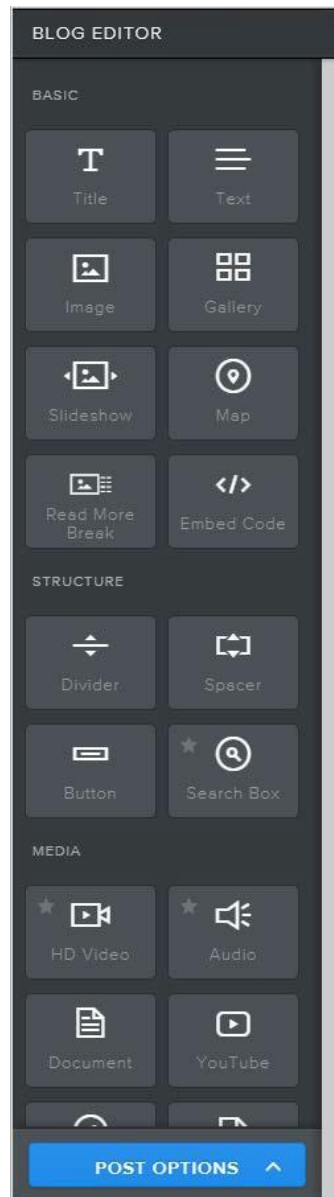 BLOG EDITOR
BASIC
Title
Text
Image
Gallery
Slideshow
Map
Read More
Break
Embed Code
STRUCTURE
Divider
Spacer
Button
Search Box
MEDIA
HD Video
Audio
Document
YouTube
POST OPTIONS